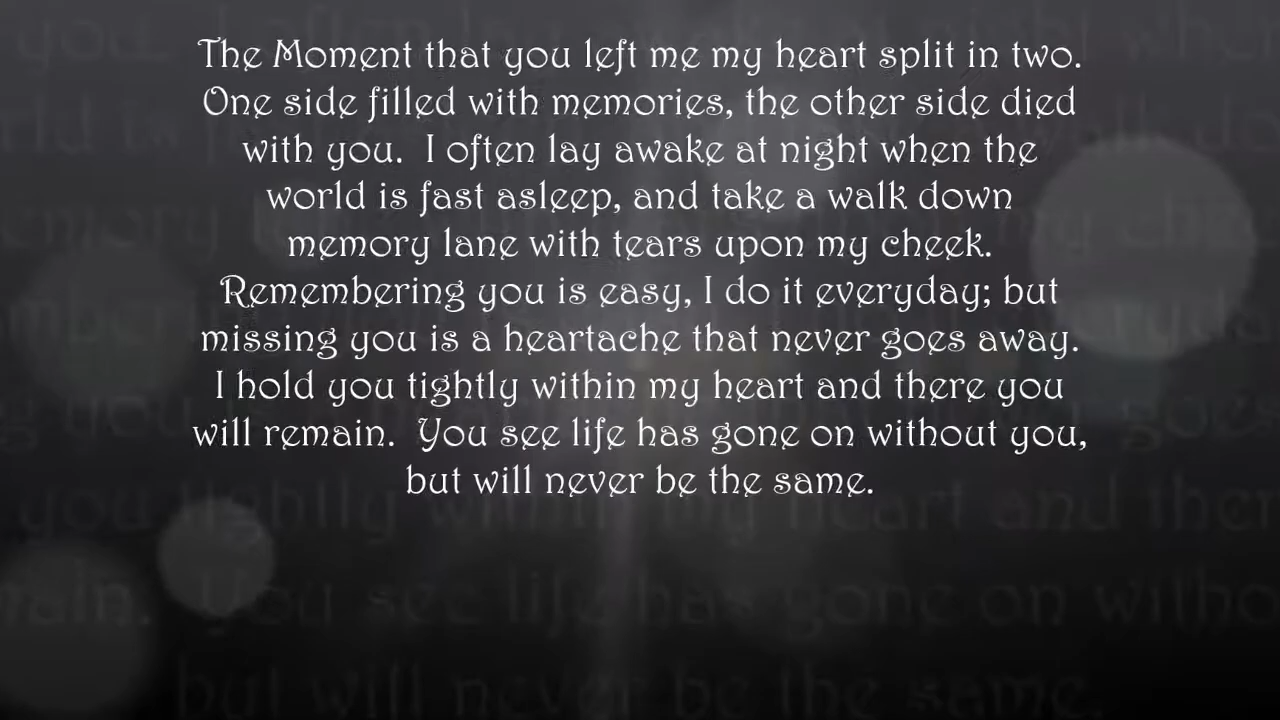 The Moment that you left me my heart split in two.
One side filled with memories, the other side died
with you.  I often lay awake at night when the
world is fast asleep, and take a walk down
memory lane with tears upon my cheek.
Remembering you is easy, I do it everyday; but
missing you is a heartache that never goes away.
I hold you tightly within my heart and there you
will remain.  You see life has gone on without you,
but will never be the same.